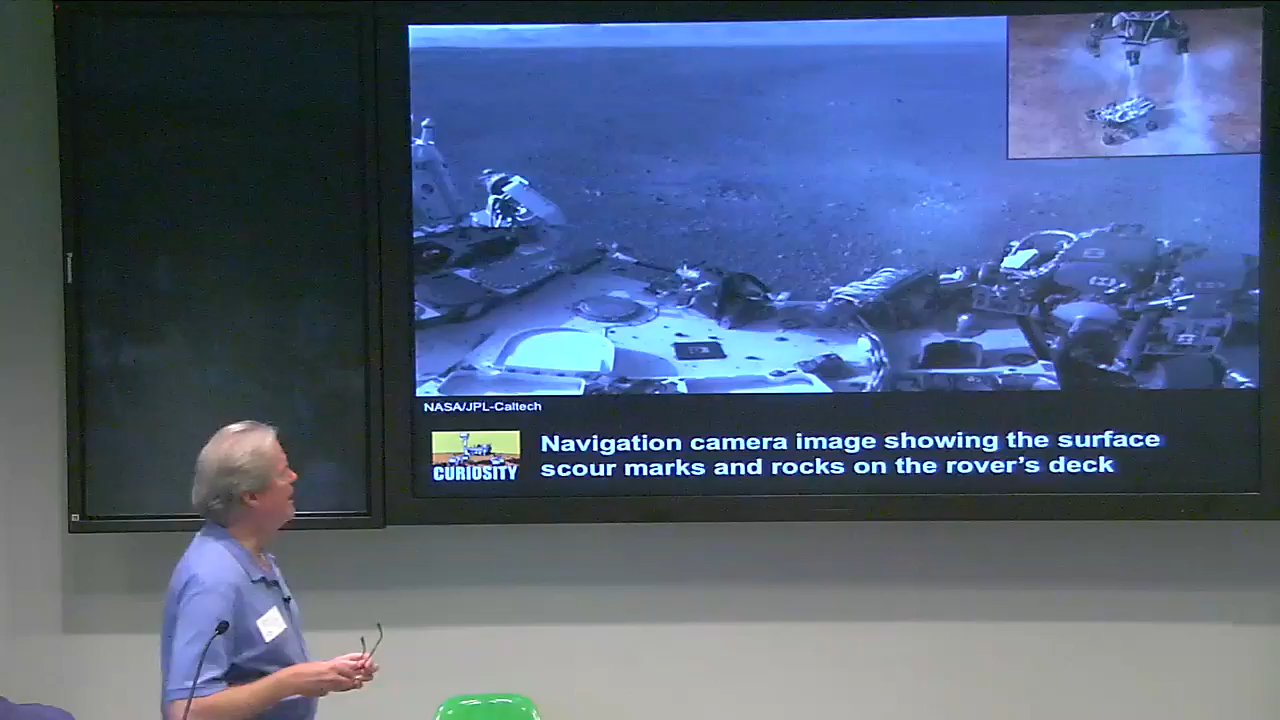 NASA/JPL-Caltech
CURIOSITY
Navigation camera image showing the surface
scour marks and rocks on the rover's deck